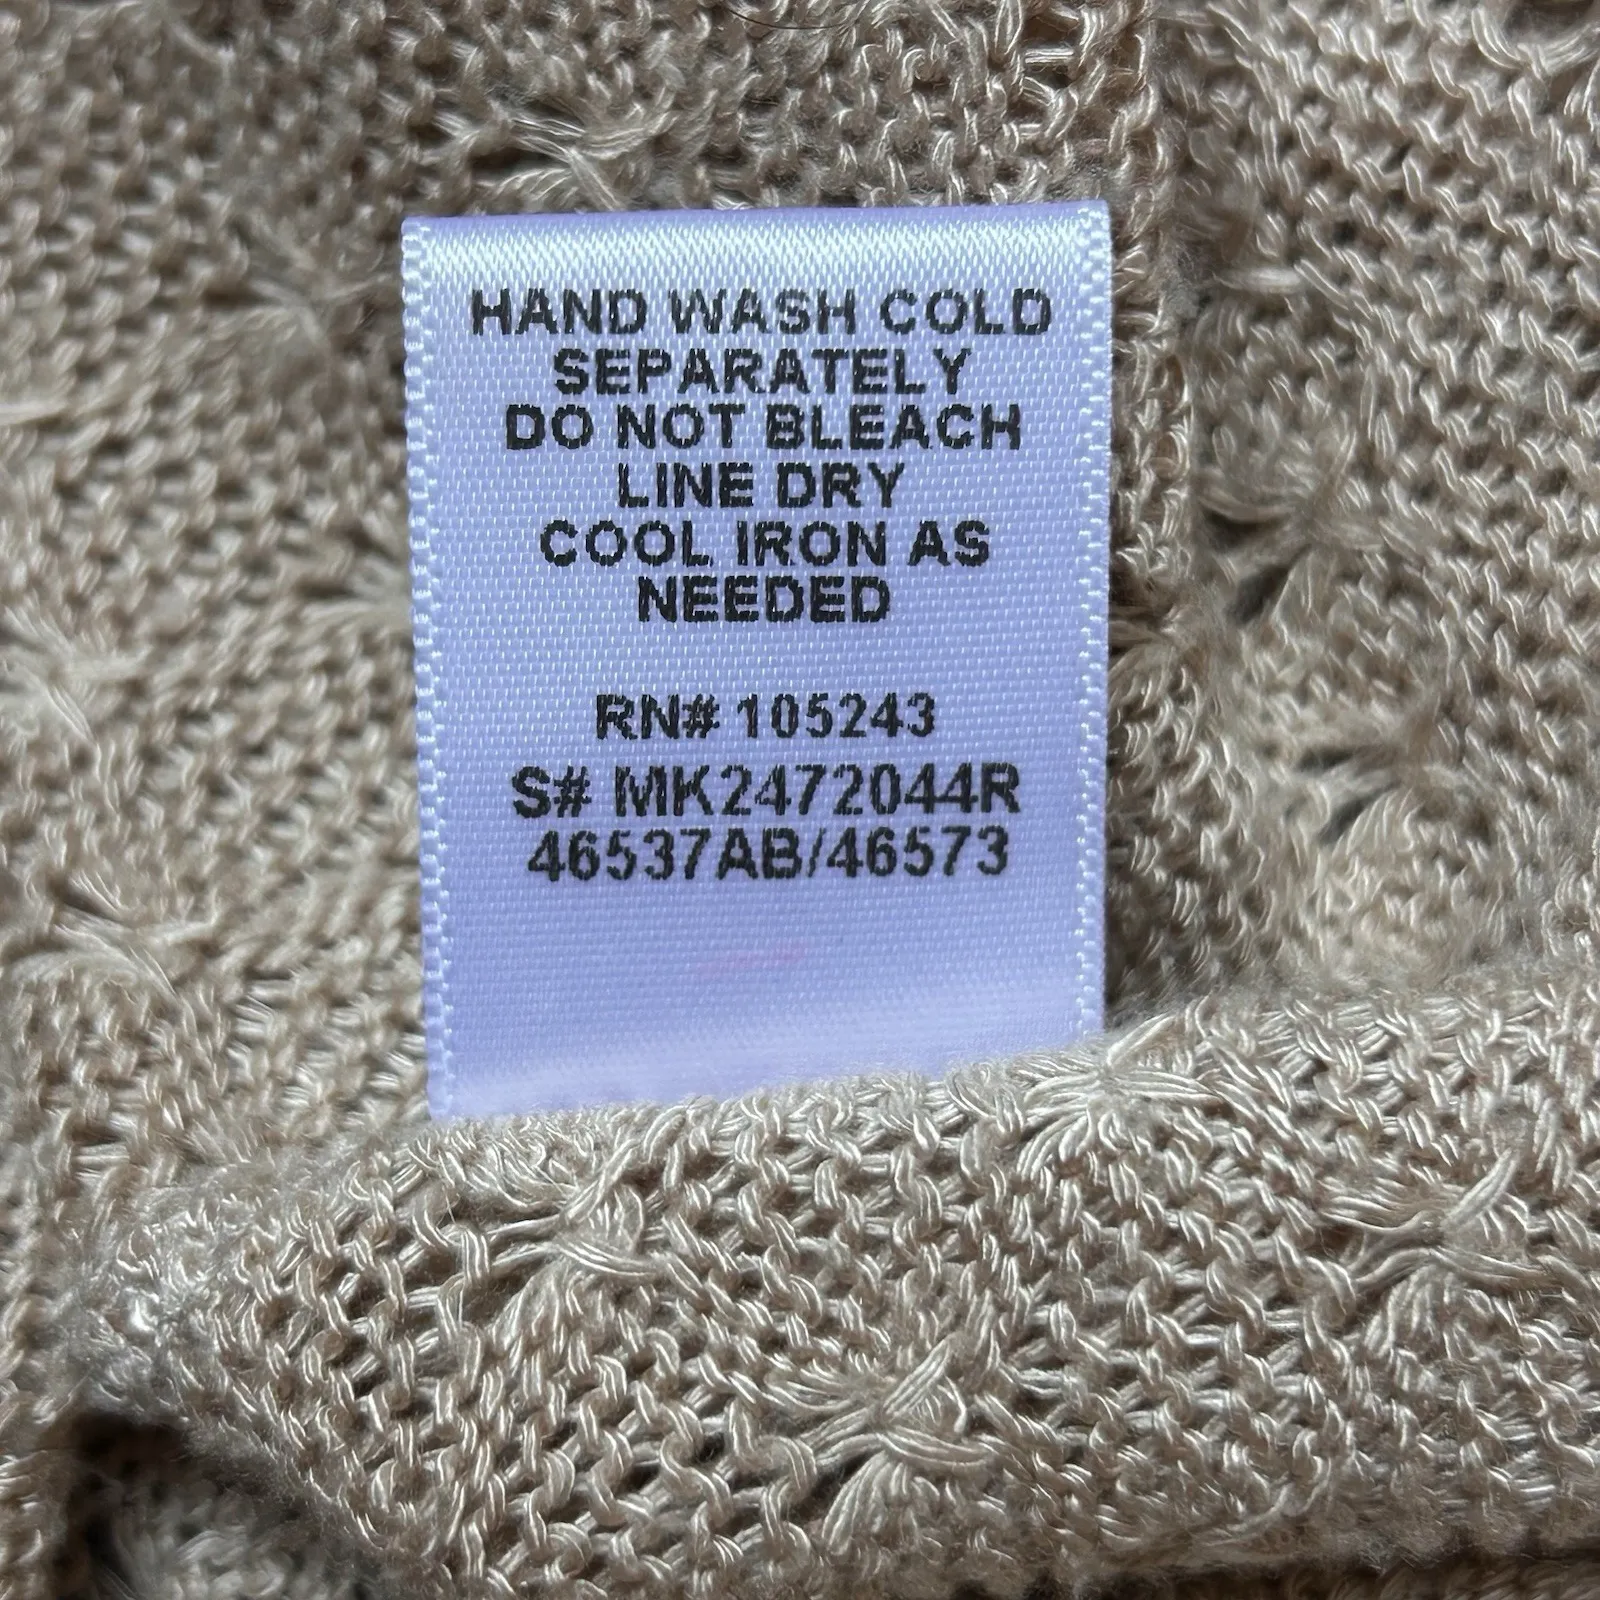 HAND WASH COLD
SEPARATELY
DO NOT BLEACH
LINE DRY
COOL IRON AS
NEEDED
RN# 105243
S# MK2472044R
46537AB/46573